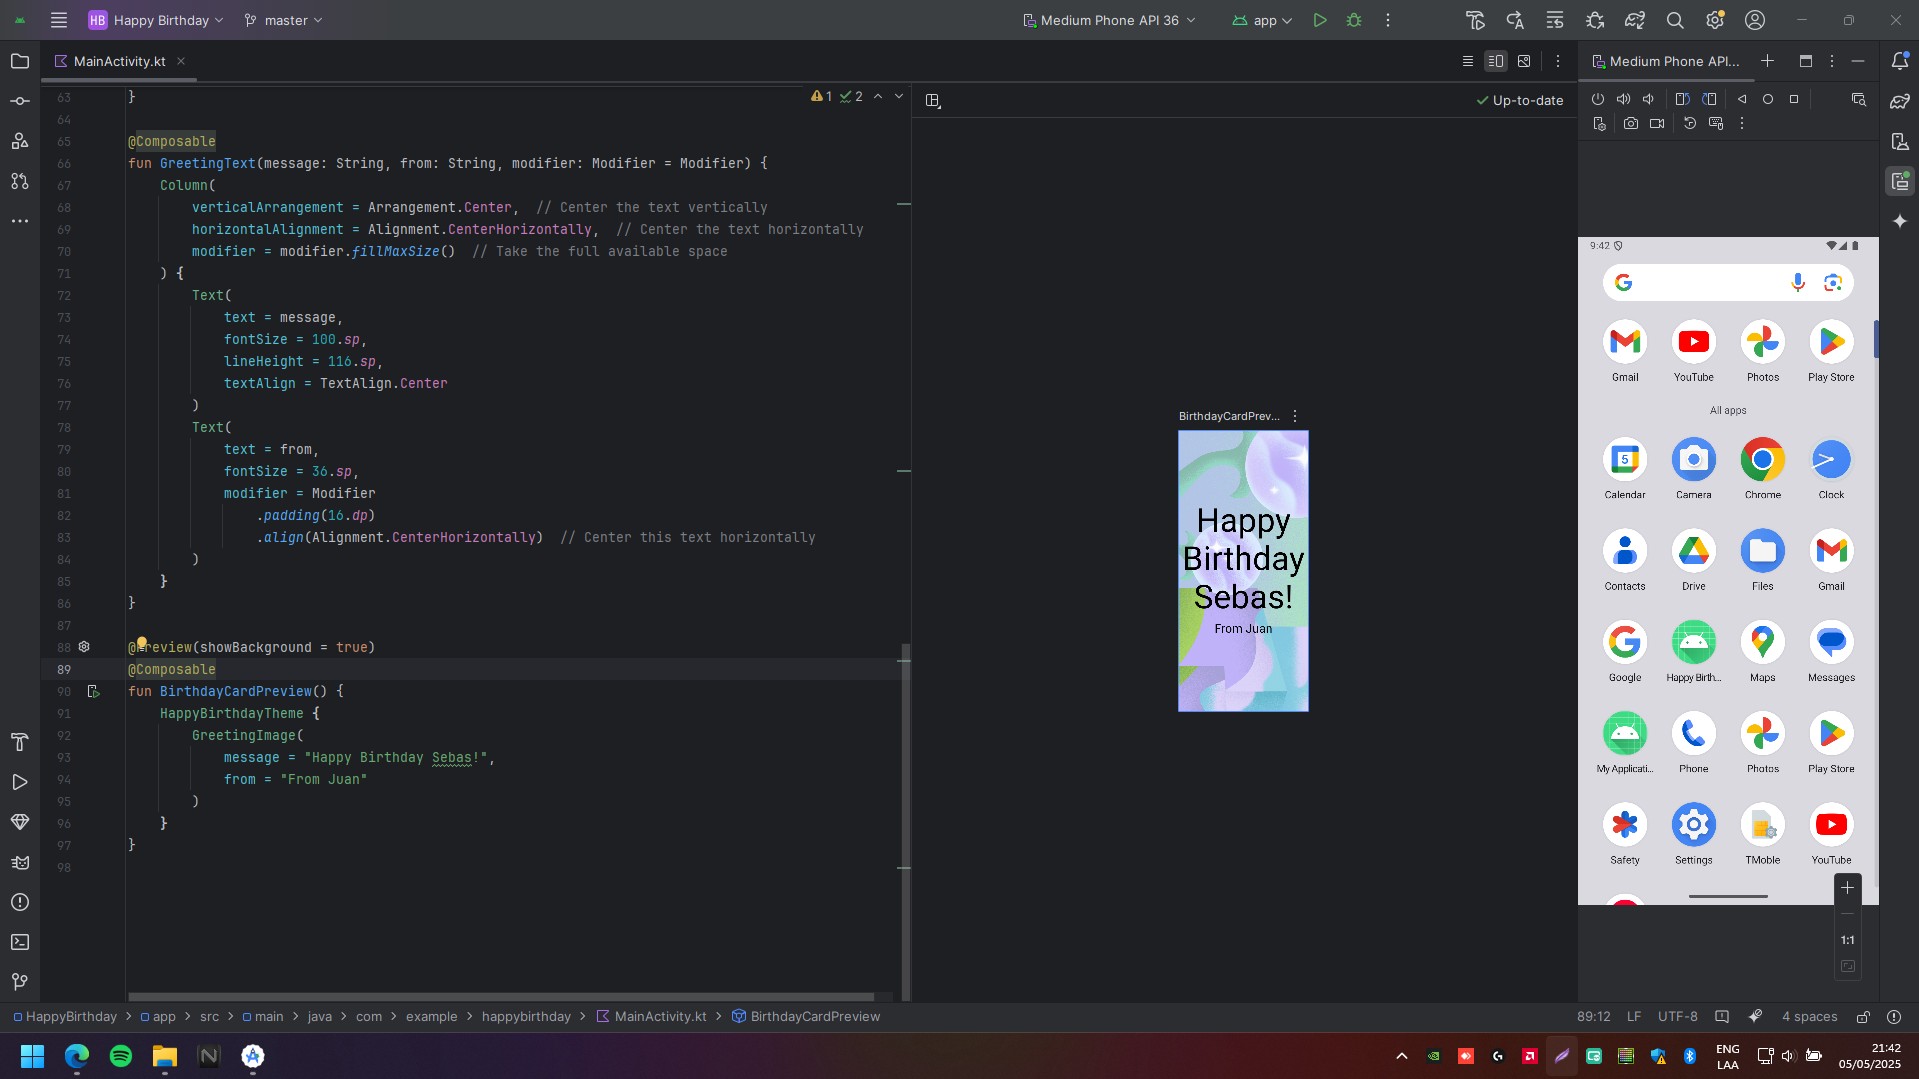 HB Happy Birthday master
Medium Phone API 36 app
MainActivity.kt
Medium Phone API...
1 2
Up-to-date
63 }
64
65 @Composable
66 fun GreetingText(message: String, from: String, modifier: Modifier = Modifier) {
67 Column(
68 verticalArrangement = Arrangement.Center, // Center the text vertically
69 horizontalAlignment = Alignment.CenterHorizontally, // Center the text horizontally
70 modifier = modifier.fillMaxSize() // Take the full available space
71 ) {
72 Text(
73 text = message,
74 fontSize = 100.sp,
75 lineHeight = 116.sp,
76 textAlign = TextAlign.Center
77 )
78 Text(
79 text = from,
80 fontSize = 36.sp,
81 modifier = Modifier
82 .padding(16.dp)
83 .align(Alignment.CenterHorizontally) // Center this text horizontally
84 )
85 }
86 }
87
88 @Preview(showBackground = true)
89 @Composable
90 fun BirthdayCardPreview() {
91 HappyBirthdayTheme {
92 GreetingImage(
93 message = "Happy Birthday Sebas!",
94 from = "From Juan"
95 )
96 }
97 }
98
BirthdayCardPrev...
Happy
Birthday
Sebas!
From Juan
9:42
Gmail YouTube Photos Play Store
All apps
5
Calendar Camera Chrome Clock
Contacts Drive Files Gmail
Google Happy Birth... Maps Messages
My Applicati... Phone Photos Play Store
Safety Settings TMoble YouTube
1:1
HappyBirthday > app > src > main > java > com > example > happybirthday > MainActivity.kt > BirthdayCardPreview
89:12 LF UTF-8 4 spaces
ENG
LAA
21:42
05/05/2025